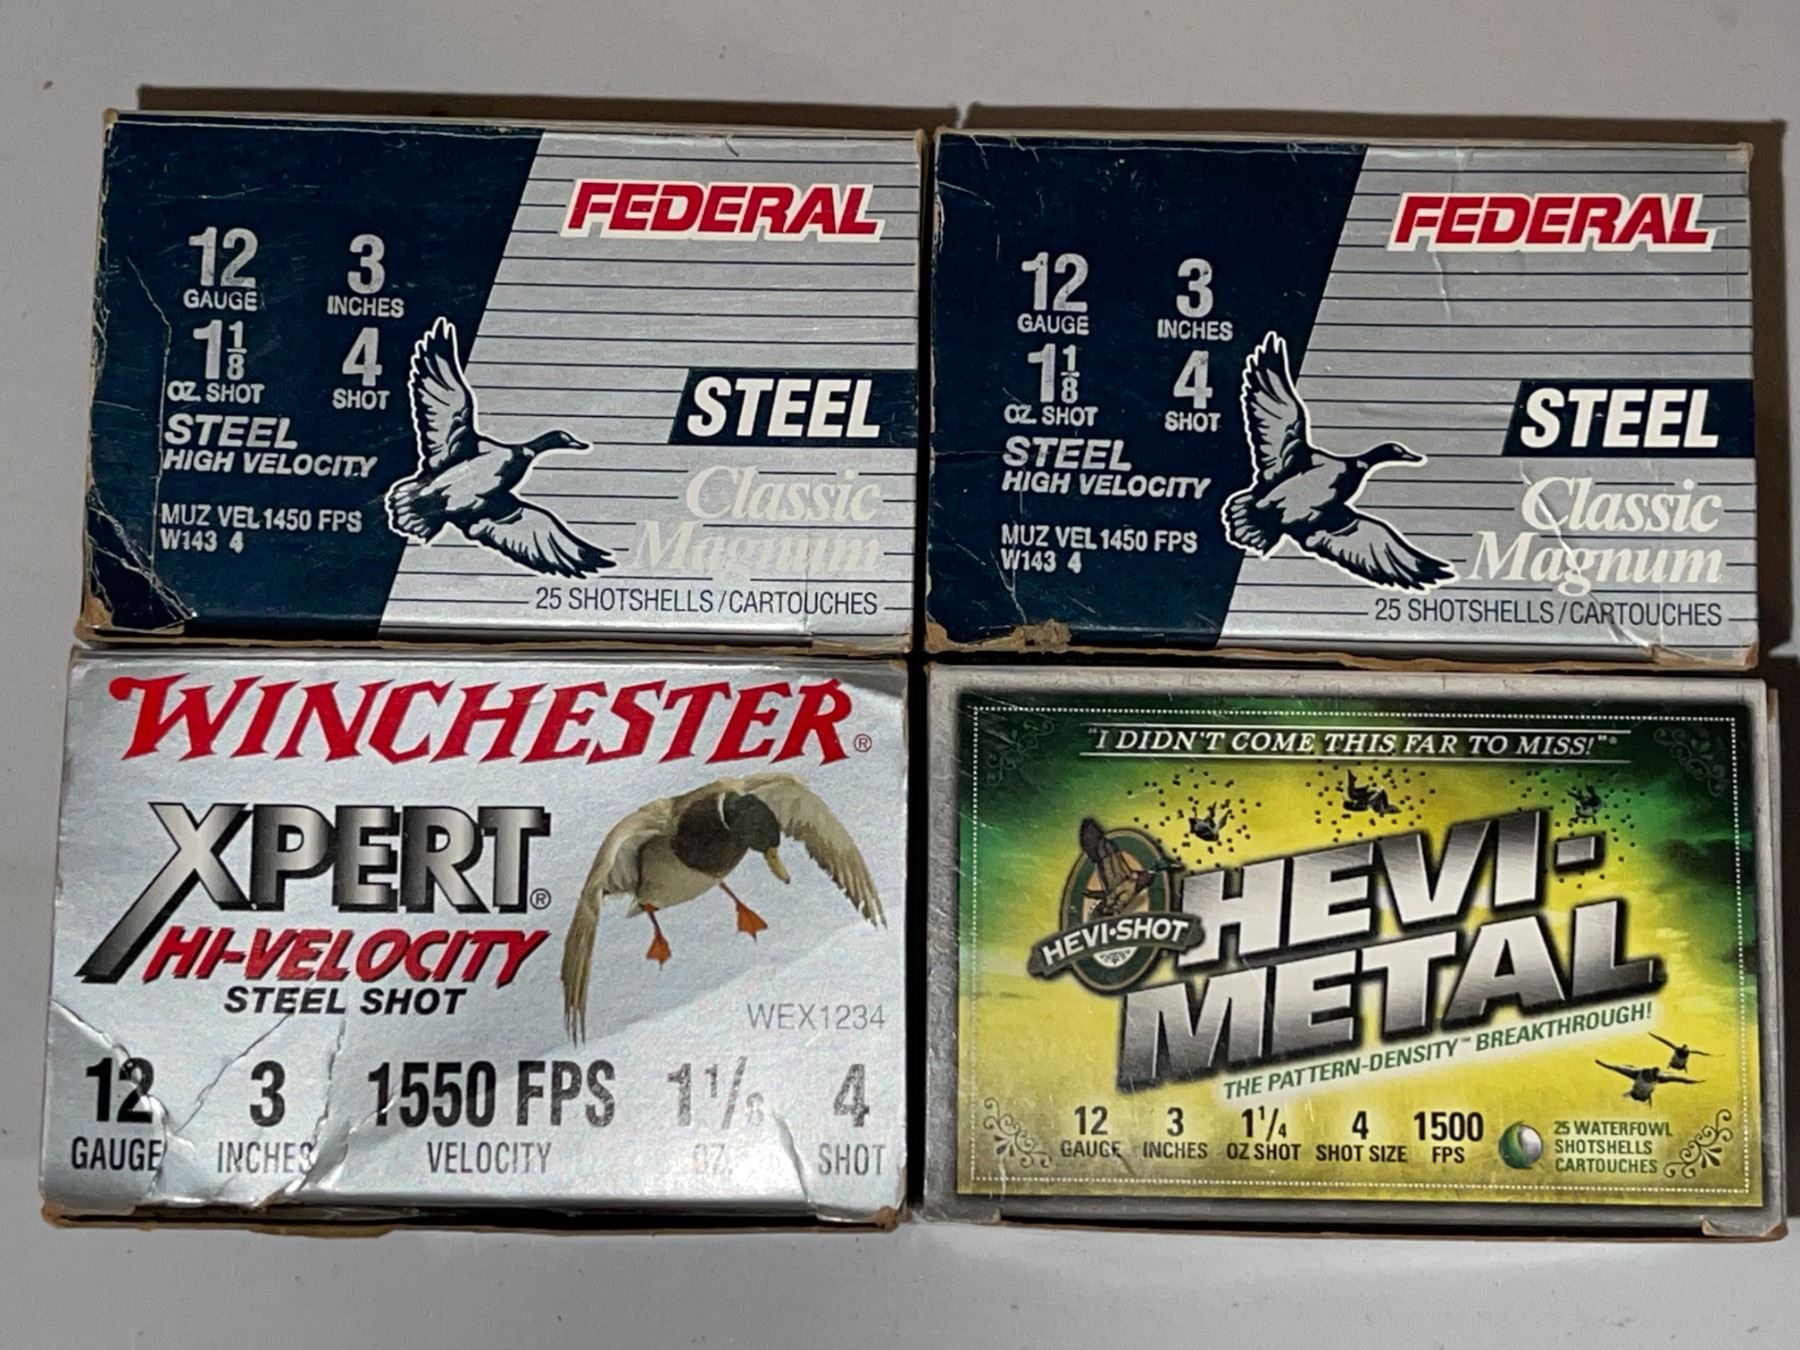 FEDERAL
12 3
GAUGE INCHES
1 1/8 4
OZ. SHOT SHOT
STEEL
HIGH VELOCITY
MUZ VEL 1450 FPS
W143 4
STEEL
Classic
Magnum
25 SHOTSHELLS/CARTOUCHES
FEDERAL
12 3
GAUGE INCHES
1 1/8 4
OZ. SHOT SHOT
STEEL
HIGH VELOCITY
MUZ VEL 1450 FPS
W143 4
STEEL
Classic
Magnum
25 SHOTSHELLS/CARTOUCHES
WINCHESTER®
XPERT®
HI-VELOCITY
STEEL SHOT
WEX1234
12 3 1550 FPS 1 1/8 4
GAUGE INCHES VELOCITY OZ. SHOT
"I DIDN'T COME THIS FAR TO MISS!"®
HEVI-
HEVI•SHOT
METAL
THE PATTERN-DENSITY™ BREAKTHROUGH!
12 3 1 1/4 4 1500
GAUGE INCHES OZ SHOT SHOT SIZE FPS
25 WATERFOWL
SHOTSHELLS
CARTOUCHES